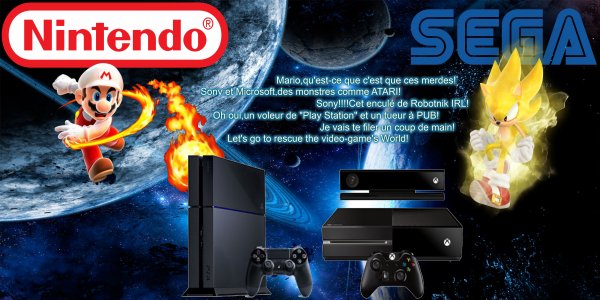 Nintendo®
SEGA
Mario,qu'est-ce que c'est que ces merdes!
Sony et Microsoft.des monstres comme ATARI!
Sony!!!!Cet enculé de Robotnik IRL!
Oh oui,un voleur de "Play Station" et un tueur à PUB!
Je vais te filer un coup de main!
Let's go to rescue the video-game's World!